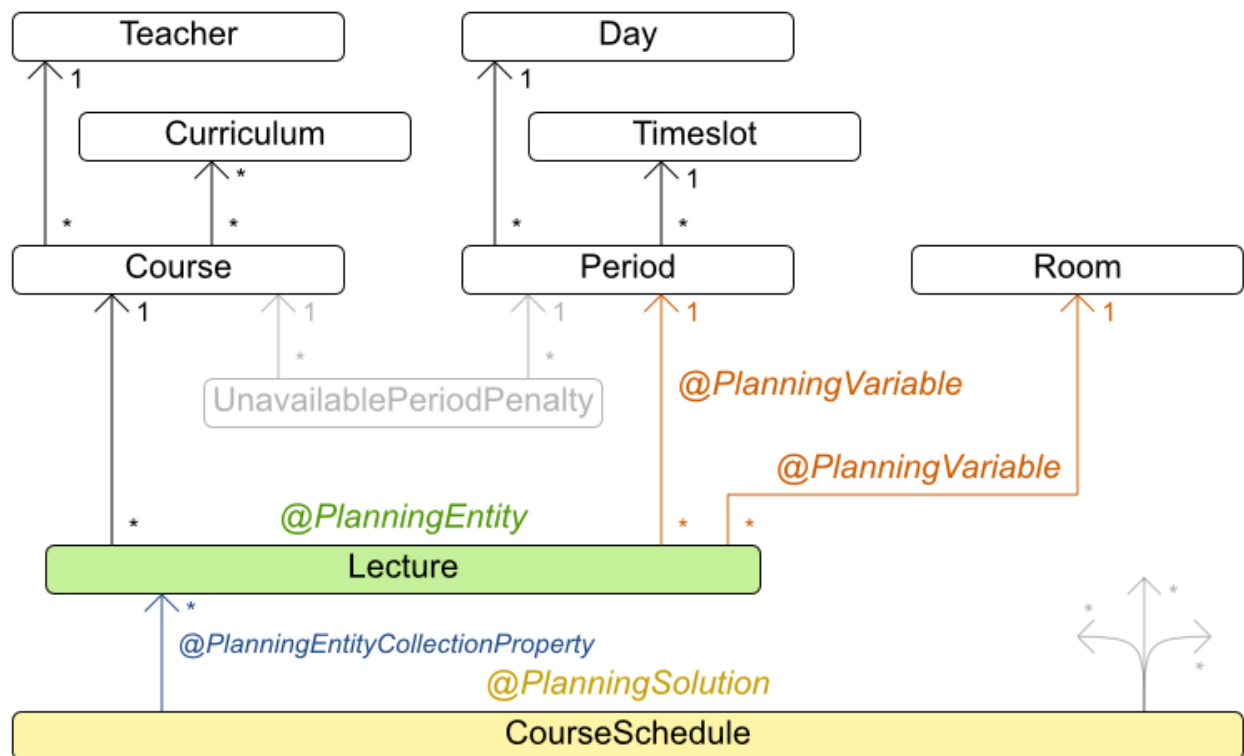 Teacher
Day
1
1
Curriculum
Timeslot
*
1
*
*
*
*
Course
Period
Room
1
1
1
1
1
*
*
@PlanningVariable
UnavailablePeriodPenalty
@PlanningVariable
@PlanningEntity
*
*
*
Lecture
*
*
*
@PlanningEntityCollectionProperty
*
@PlanningSolution
CourseSchedule